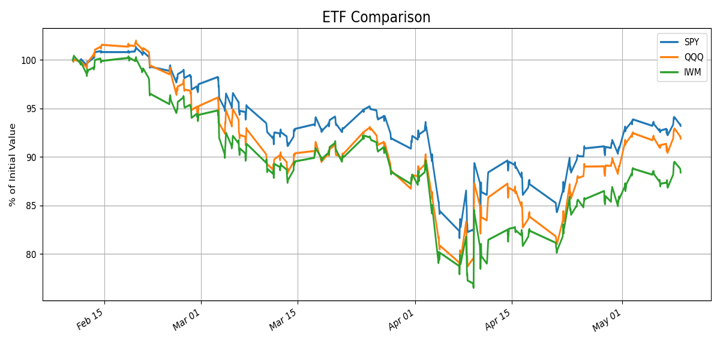 ETF Comparison
SPY
QQQ
IWM
% of Initial Value
100
95
90
85
80
Feb 15
Mar 01
Mar 15
Apr 01
Apr 15
May 01